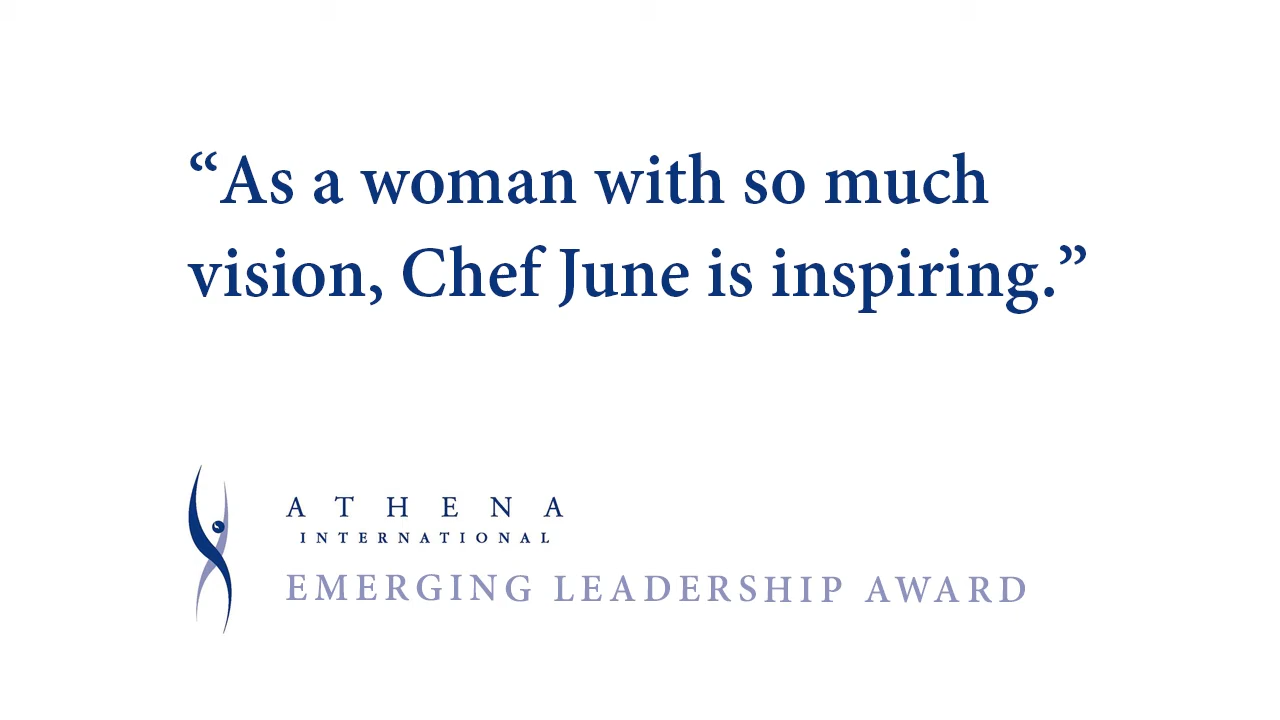 “As a woman with so much
vision, Chef June is inspiring.”
ATHENA
INTERNATIONAL
EMERGING LEADERSHIP AWARD